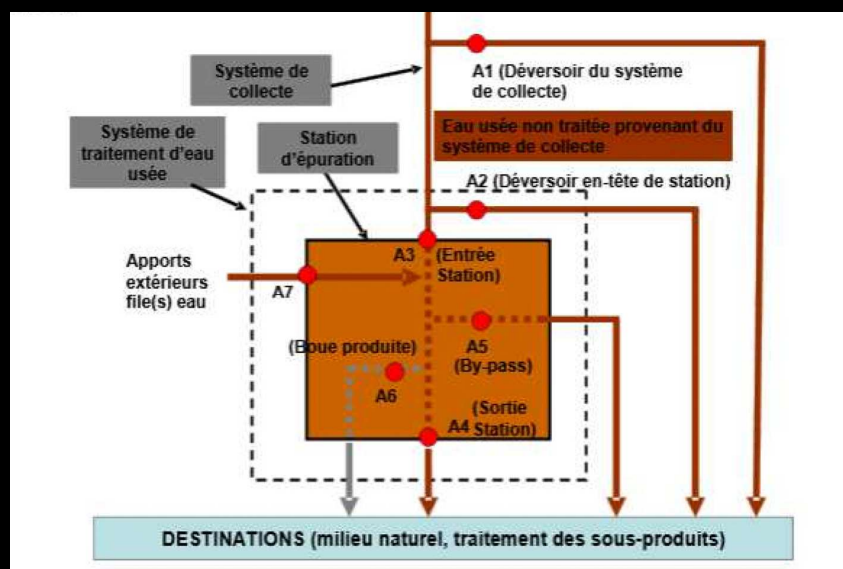 Système de
collecte
A1 (Déversoir du système
de collecte)
Système de
traitement d'eau
usée
Station
d'épuration
Eau usée non traitée provenant du
système de collecte
A2 (Déversoir en-tête de station)
A3
(Entrée
Station)
Apports
extérieurs
file(s) eau
A7
(Boue produite)
A5
(By-pass)
A6
(Sortie
A4 Station)
DESTINATIONS (milieu naturel, traitement des sous-produits)